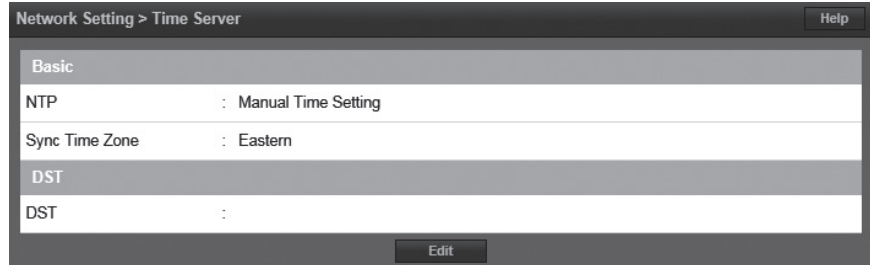 Network Setting > Time Server
Help
Basic
NTP : Manual Time Setting
Sync Time Zone : Eastern
DST
DST :
Edit